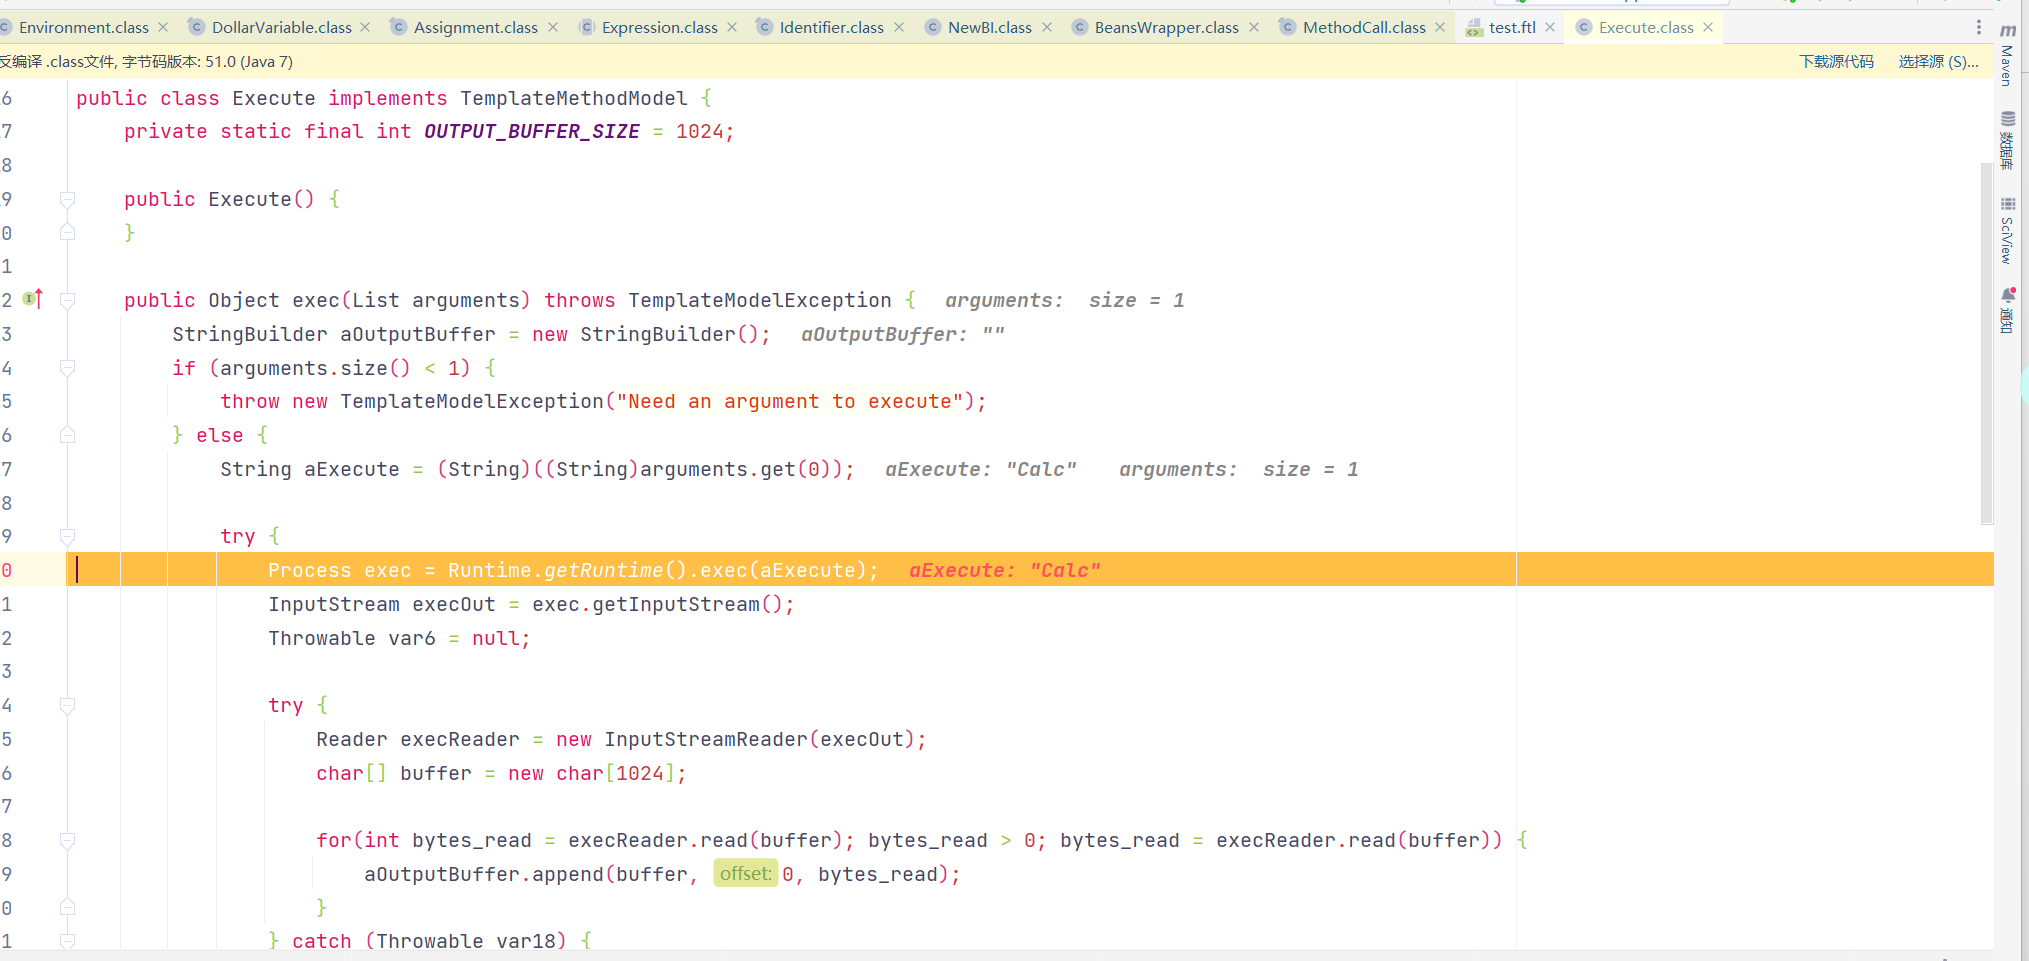 Environment.class DollarVariable.class Assignment.class Expression.class Identifier.class NewBI.class BeansWrapper.class MethodCall.class test.ftl Execute.class
反编译 .class文件, 字节码版本: 51.0 (Java 7) 下载源代码 选择源 (S)...
6 public class Execute implements TemplateMethodModel {
7 private static final int OUTPUT_BUFFER_SIZE = 1024;
8
9 public Execute() {
0 }
1
2 public Object exec(List arguments) throws TemplateModelException { arguments: size = 1
3 StringBuilder aOutputBuffer = new StringBuilder(); aOutputBuffer: ""
4 if (arguments.size() < 1) {
5 throw new TemplateModelException("Need an argument to execute");
6 } else {
7 String aExecute = (String)((String)arguments.get(0)); aExecute: "Calc" arguments: size = 1
8
9 try {
0 Process exec = Runtime.getRuntime().exec(aExecute); aExecute: "Calc"
1 InputStream execOut = exec.getInputStream();
2 Throwable var6 = null;
3
4 try {
5 Reader execReader = new InputStreamReader(execOut);
6 char[] buffer = new char[1024];
7
8 for(int bytes_read = execReader.read(buffer); bytes_read > 0; bytes_read = execReader.read(buffer)) {
9 aOutputBuffer.append(buffer, offset: 0, bytes_read);
0 }
1 } catch (Throwable var18) {
m Maven
数据库
SciView
通知